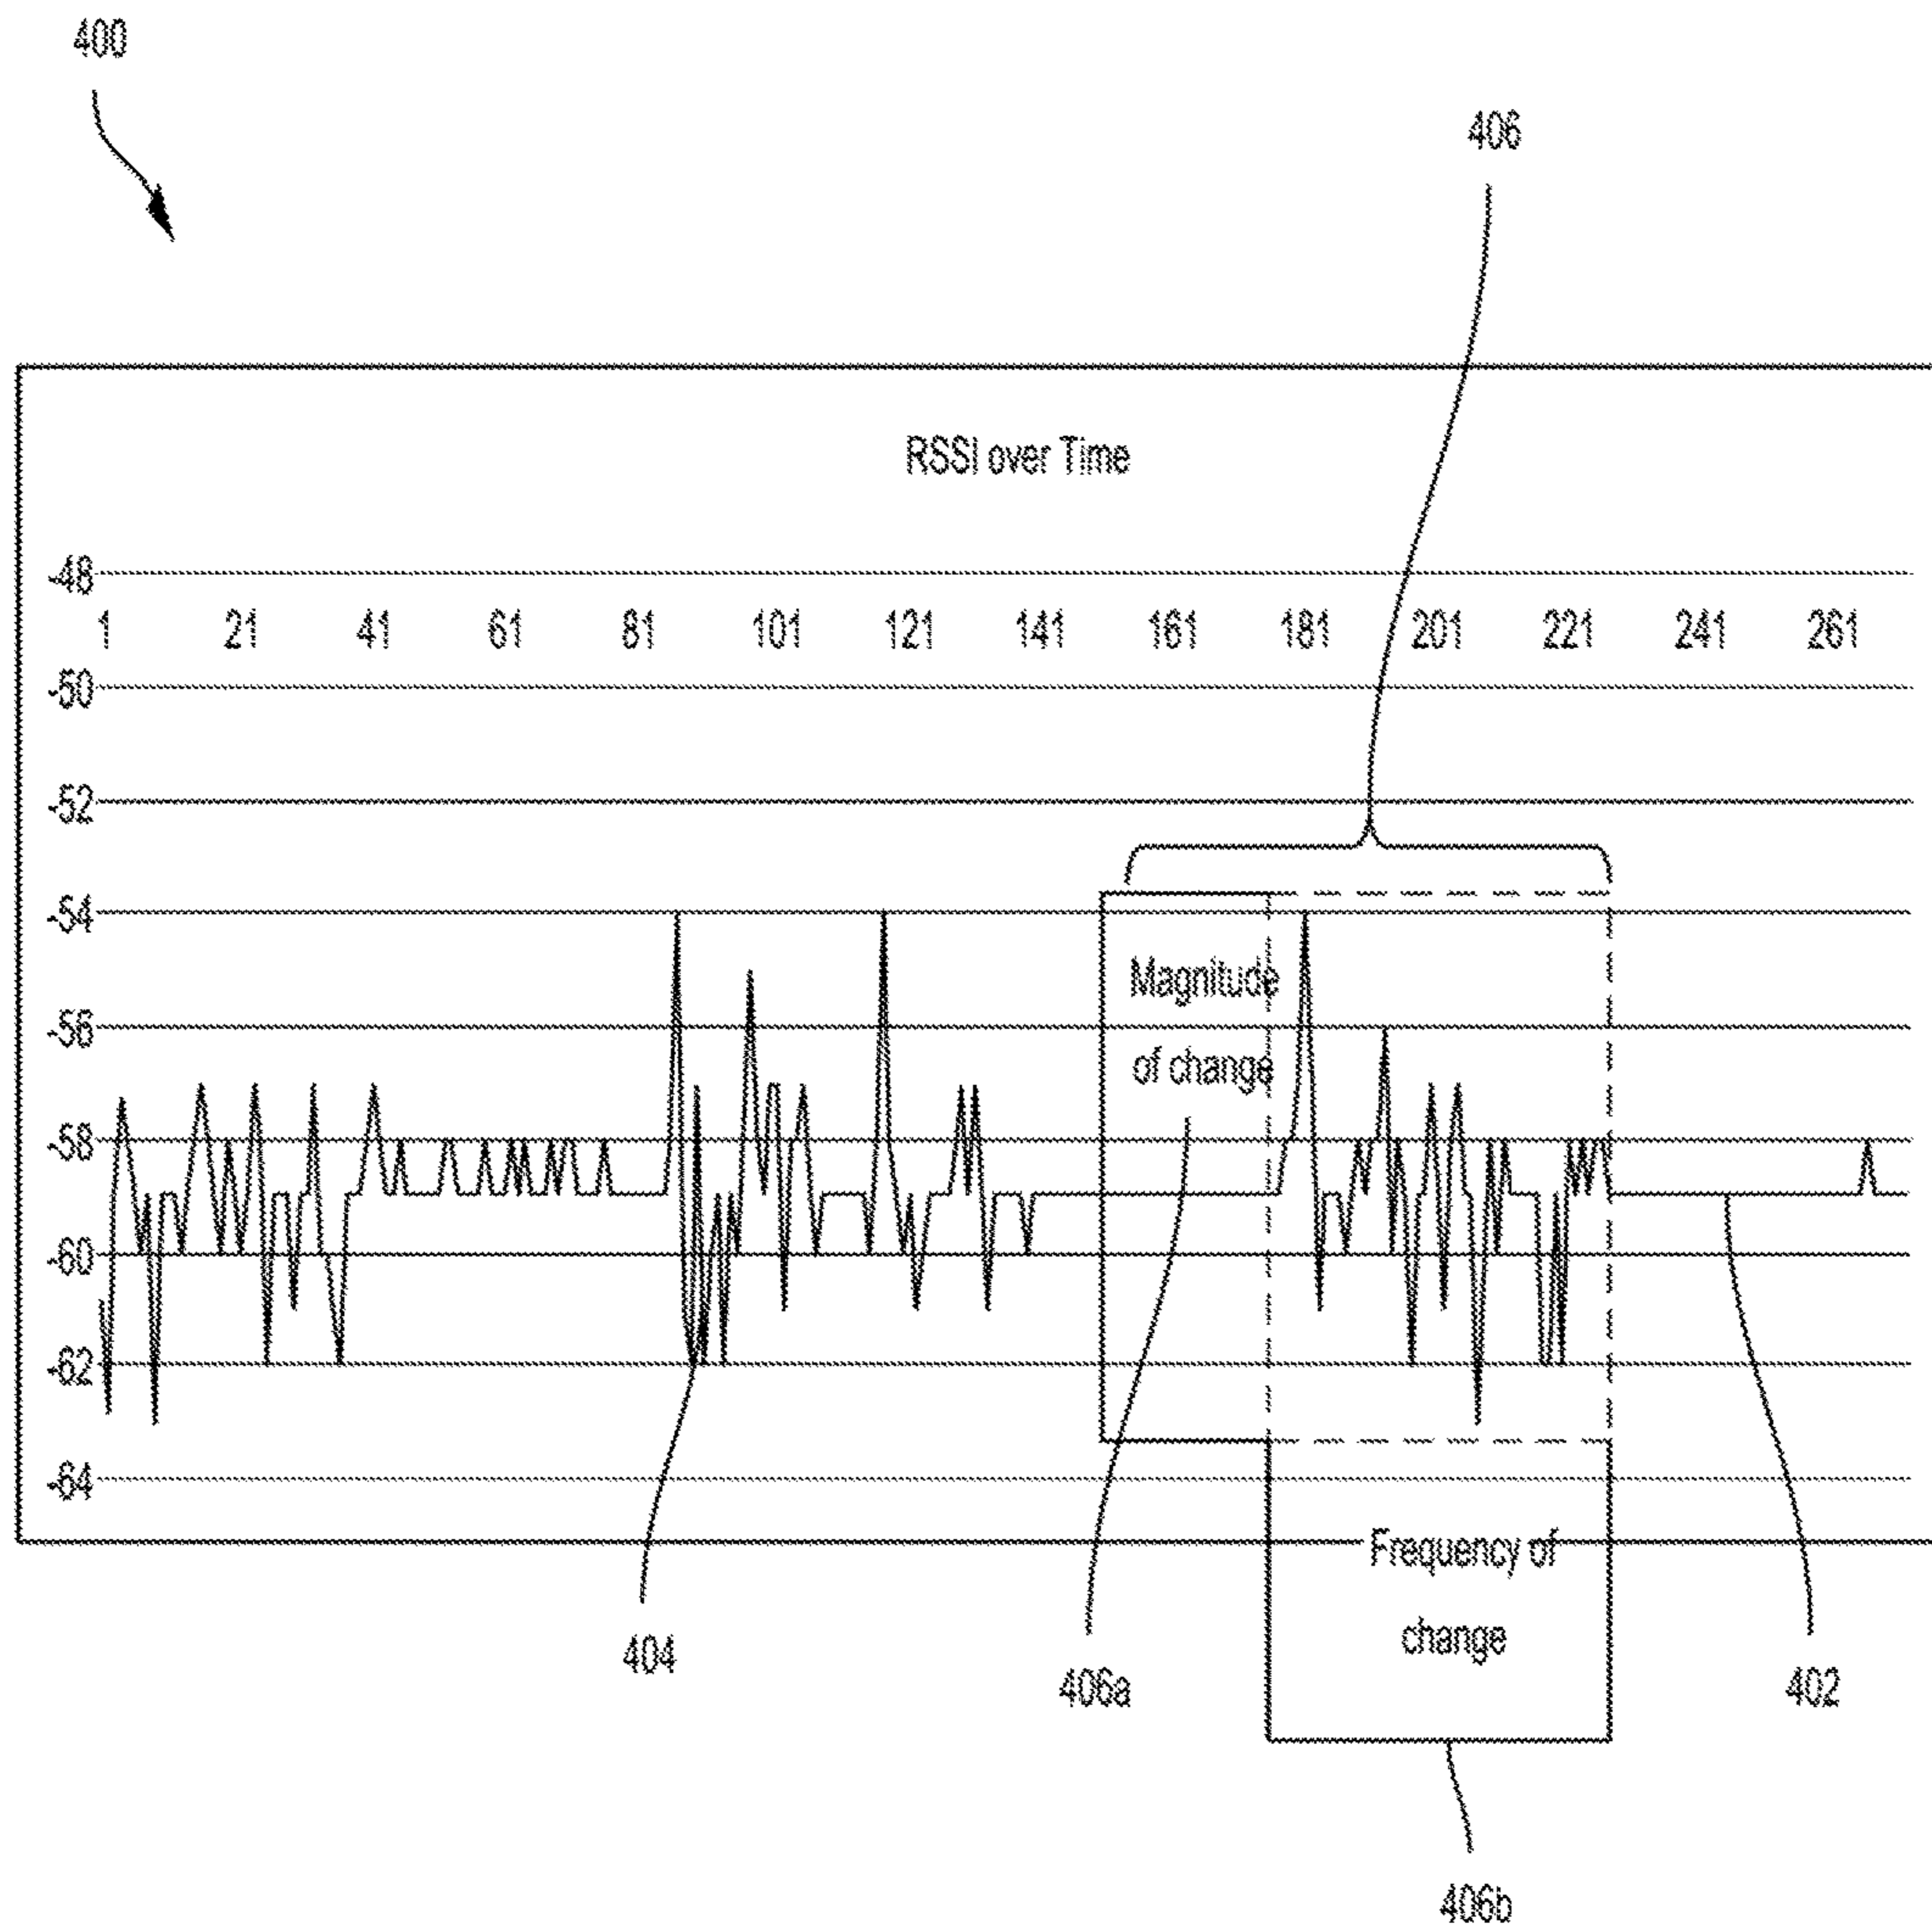 400
406
RSSI over Time
-48
1 21 41 61 81 101 121 141 161 181 201 221 241 261
-50
-52
-54
Magnitude
-56
of change
-58
-60
-62
-64
Frequency of
change
404
406a
402
406b